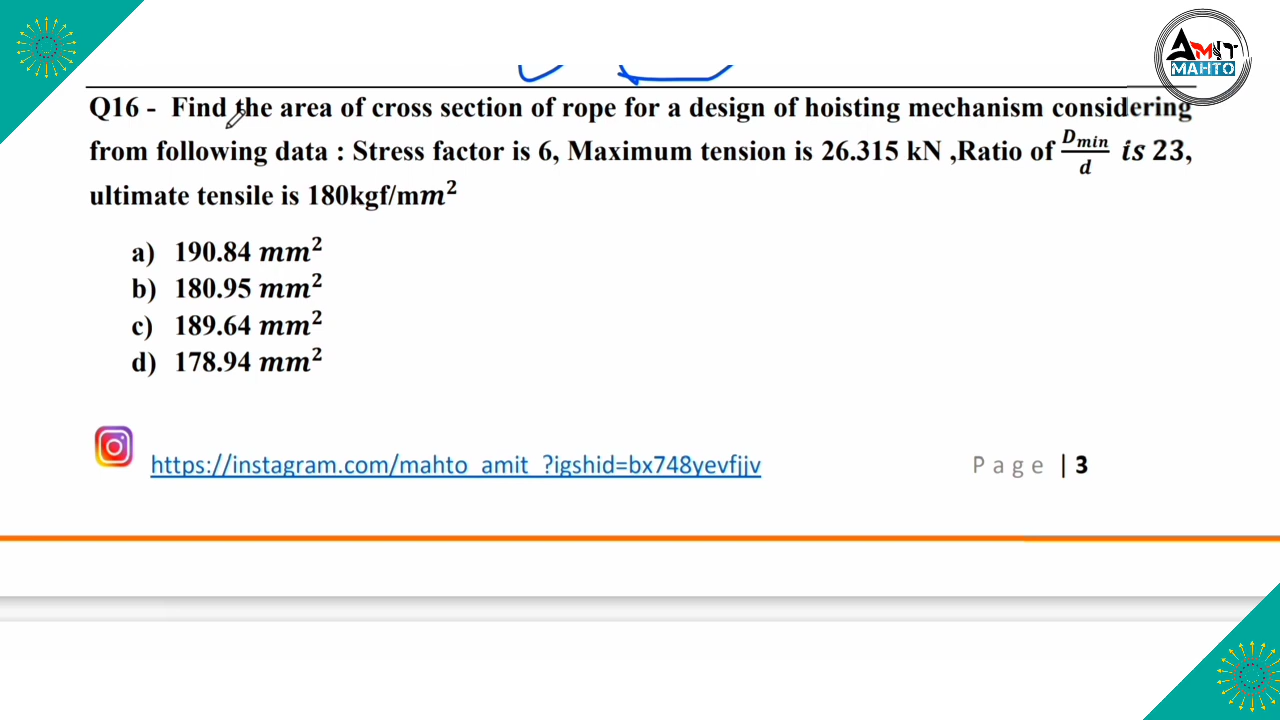 AMIT
MAHTO
Q16 - Find the area of cross section of rope for a design of hoisting mechanism considering
from following data : Stress factor is 6, Maximum tension is 26.315 kN ,Ratio of D_min/d is 23,
ultimate tensile is 180kgf/mm²
a) 190.84 mm²
b) 180.95 mm²
c) 189.64 mm²
d) 178.94 mm²
https://instagram.com/mahto_amit_?igshid=bx748yevfjjv
Page | 3